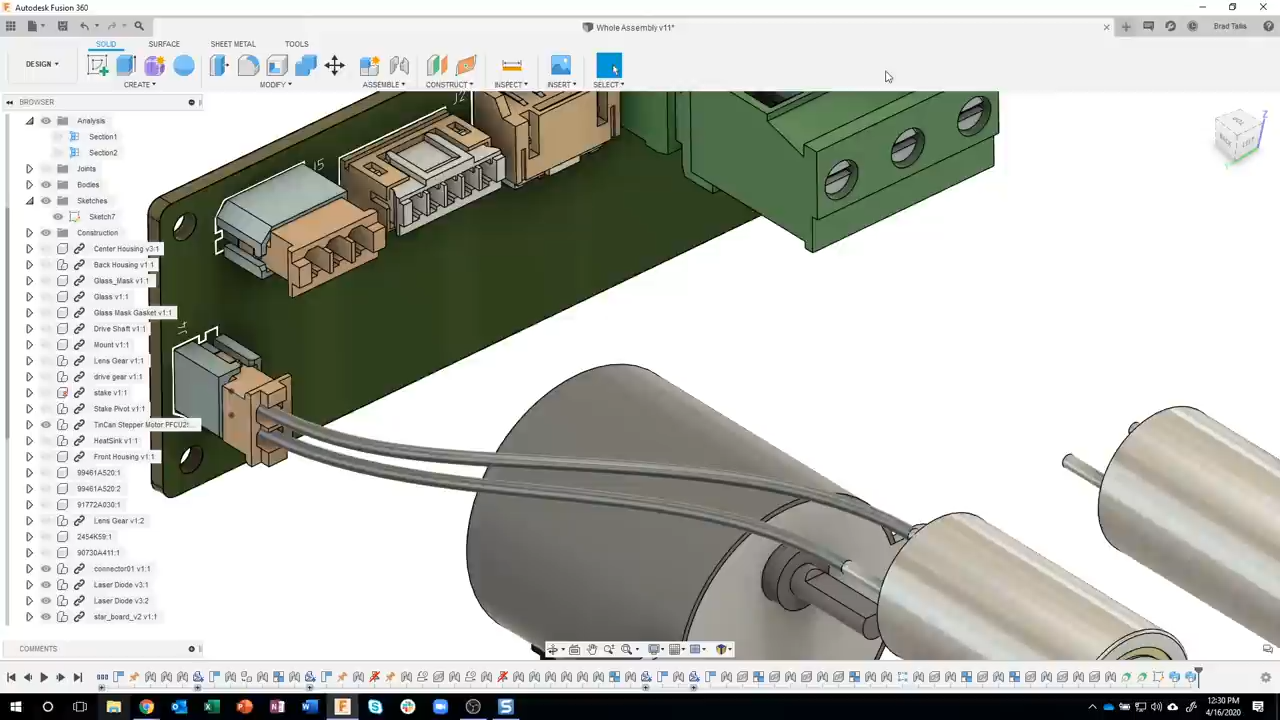 Autodesk Fusion 360
Whole Assembly v11*
Brad Tallis
DESIGN
SOLID
SURFACE
SHEET METAL
TOOLS
CREATE
MODIFY
ASSEMBLE
CONSTRUCT
INSPECT
INSERT
SELECT
BROWSER
Analysis
Section1
Section2
Joints
Bodies
Sketches
Sketch7
Construction
Center Housing v3:1
Back Housing v1:1
Glass_Mask v1:1
Glass v1:1
Glass Mask Gasket v1:1
Drive Shaft v1:1
Mount v1:1
Lens Gear v1:1
drive gear v1:1
stake v1:1
Stake Pivot v1:1
TinCan Stepper Motor PFCU2...
HeatSink v1:1
Front Housing v1:1
99461A520:1
99461A520:2
91772A030:1
Lens Gear v1:2
2454K59:1
90730A411:1
connector01 v1:1
Laser Diode v3:1
Laser Diode v3:2
star_board_v2 v1:1
J5
J2
COMMENTS
12:30 PM
4/16/2020